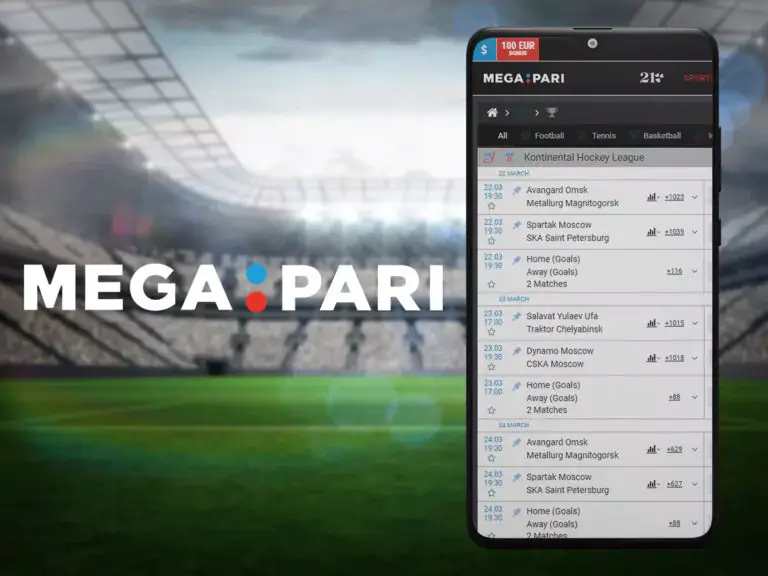 MEGA:PARI
$ 100 EUR
BONUS
MEGA:PARI 21 SPORT
All Football Tennis Basketball
Kontinental Hockey League
22 MARCH
22.03
19:30
Avangard Omsk
Metallurg Magnitogorsk
+1023
22.03
19:30
Spartak Moscow
SKA Saint Petersburg
+1039
22.03
19:30
Home (Goals)
Away (Goals)
2 Matches
+116
23 MARCH
23.03
17:00
Salavat Yulaev Ufa
Traktor Chelyabinsk
+1015
23.03
19:30
Dynamo Moscow
CSKA Moscow
+1018
23.03
17:00
Home (Goals)
Away (Goals)
2 Matches
+88
24 MARCH
24.03
19:30
Avangard Omsk
Metallurg Magnitogorsk
+629
24.03
19:30
Spartak Moscow
SKA Saint Petersburg
+627
24.03
19:30
Home (Goals)
Away (Goals)
2 Matches
+88